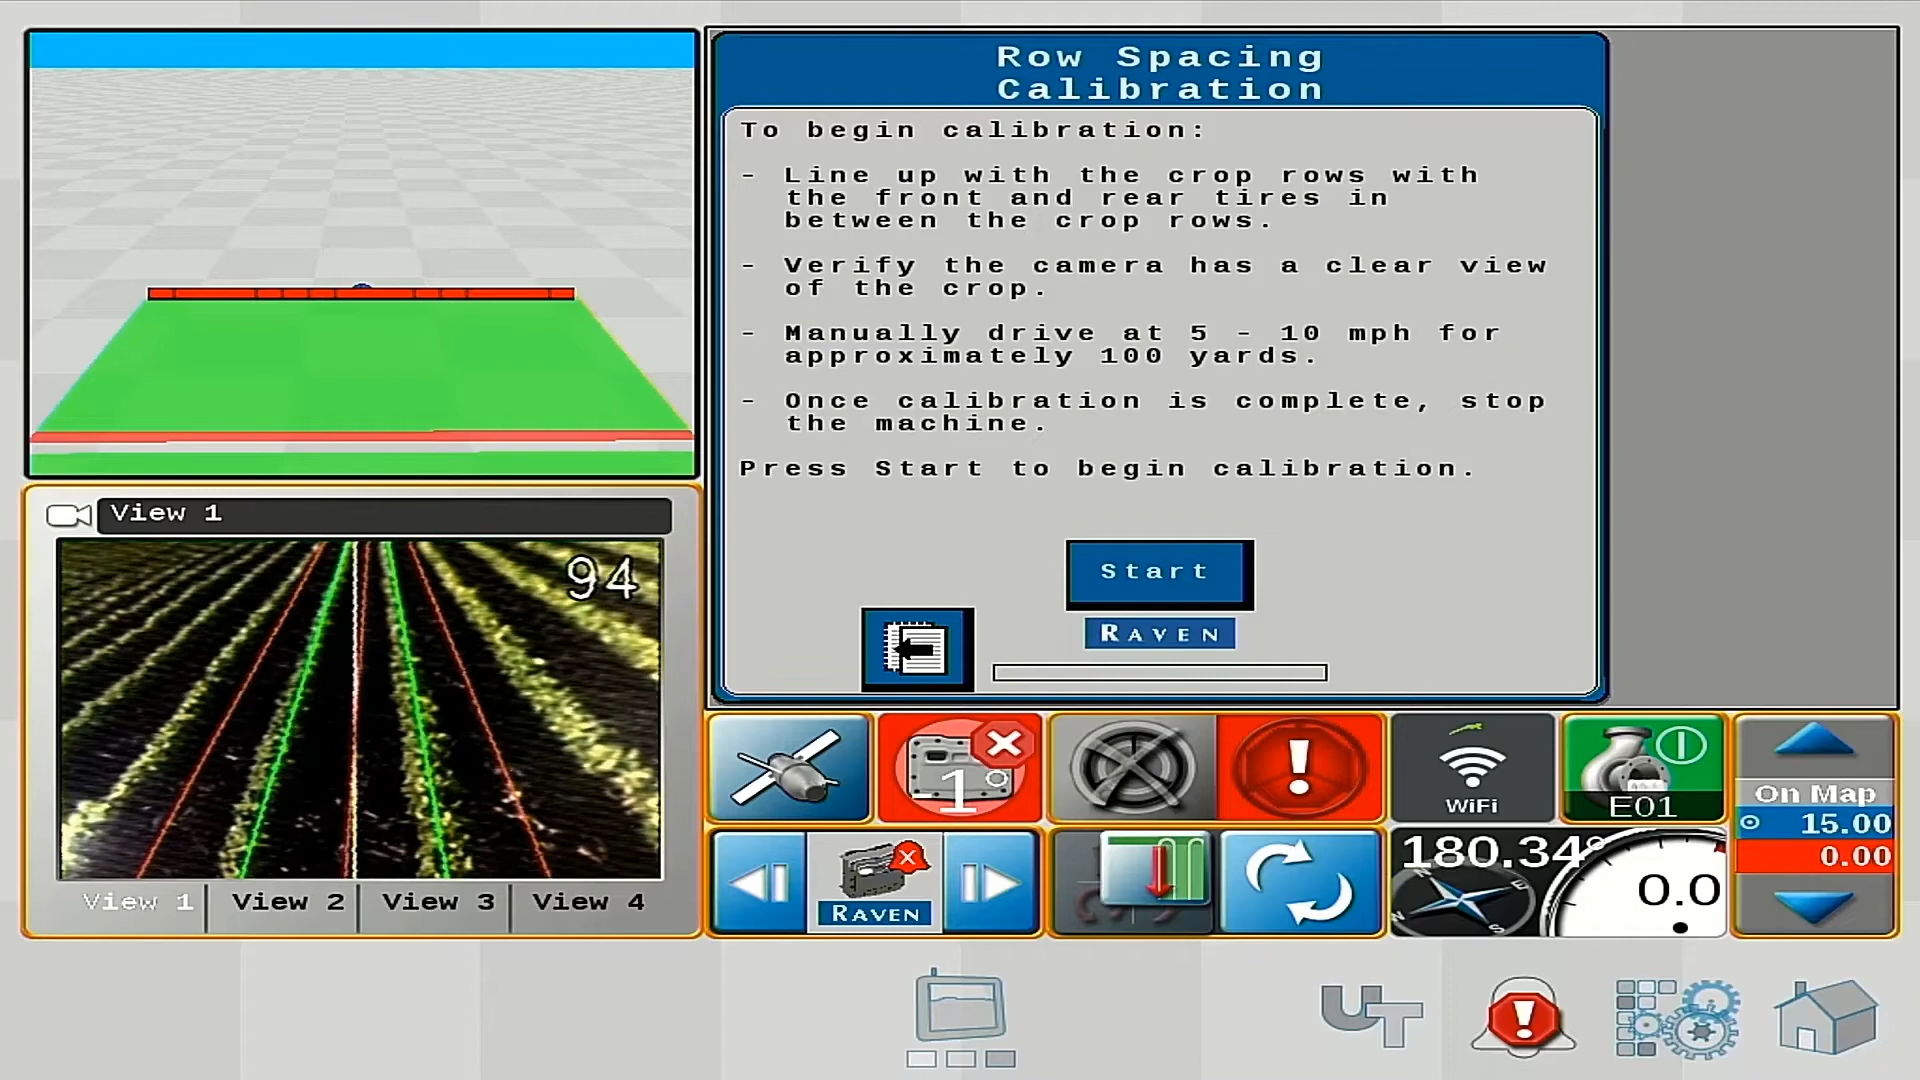 Row Spacing
Calibration
To begin calibration:
- Line up with the crop rows with
the front and rear tires in
between the crop rows.
- Verify the camera has a clear view
of the crop.
- Manually drive at 5 - 10 mph for
approximately 100 yards.
- Once calibration is complete, stop
the machine.
Press Start to begin calibration.
Start
RAVEN
View 1
94
View 1 View 2 View 3 View 4
1°
WiFi
E01
On Map
15.00
0.00
RAVEN
180.34°
0.0
UT